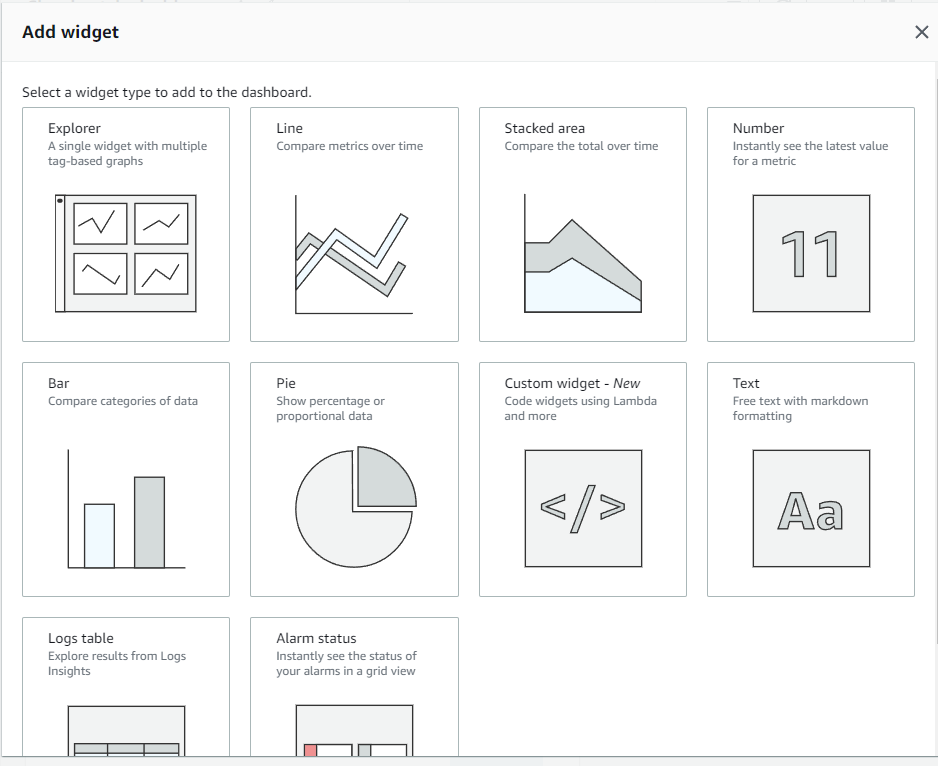 Add widget
Select a widget type to add to the dashboard.
Explorer
A single widget with multiple
tag-based graphs
Line
Compare metrics over time
Stacked area
Compare the total over time
Number
Instantly see the latest value
for a metric
11
Bar
Compare categories of data
Pie
Show percentage or
proportional data
Custom widget - New
Code widgets using Lambda
and more
</>
Text
Free text with markdown
formatting
Aa
Logs table
Explore results from Logs
Insights
Alarm status
Instantly see the status of
your alarms in a grid view